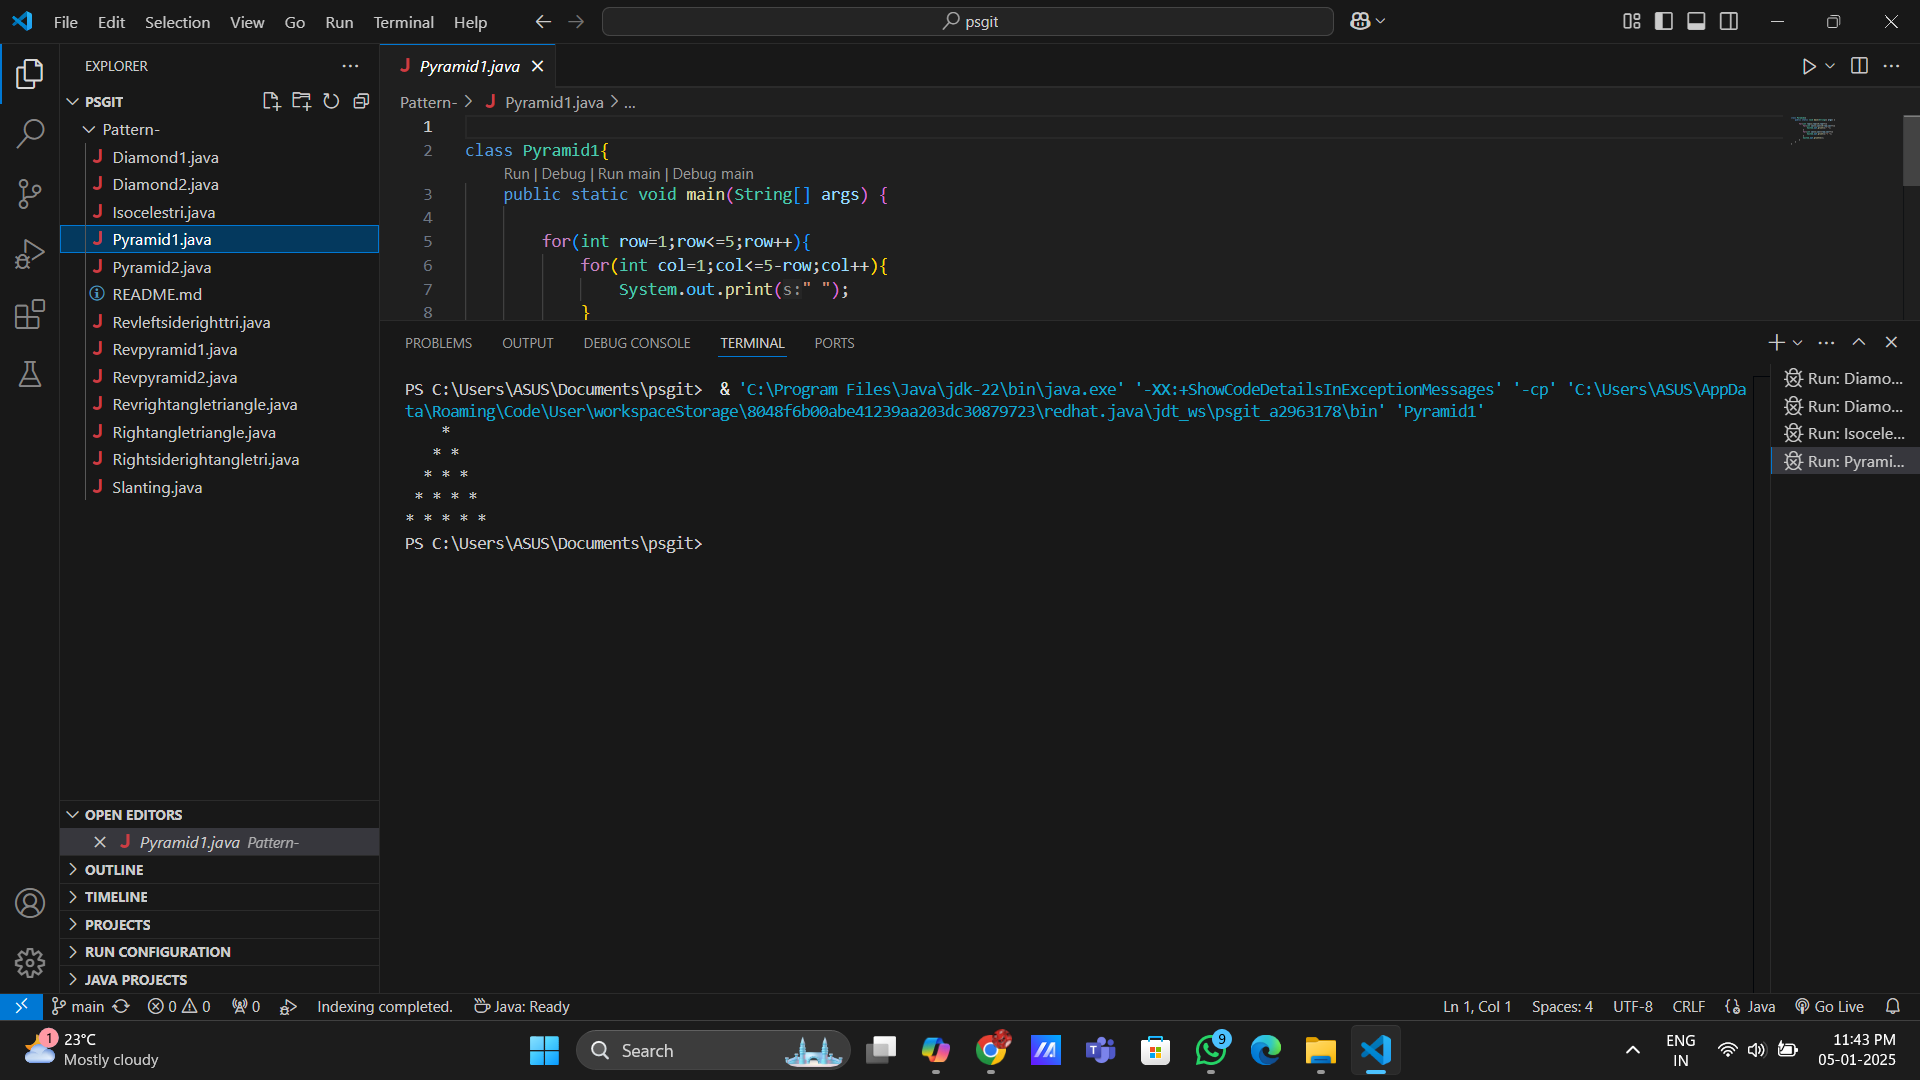 File Edit Selection View Go Run Terminal Help
psgit
EXPLORER
PSGIT
Pattern-
Diamond1.java
Diamond2.java
Isocelestri.java
Pyramid1.java
Pyramid2.java
README.md
Revleftsiderighttri.java
Revpyramid1.java
Revpyramid2.java
Revrightangletriangle.java
Rightangletriangle.java
Rightsiderightangletri.java
Slanting.java
OPEN EDITORS
Pyramid1.java Pattern-
OUTLINE
TIMELINE
PROJECTS
RUN CONFIGURATION
JAVA PROJECTS
Pyramid1.java
Pattern- > Pyramid1.java > ...
1
2 class Pyramid1{
Run | Debug | Run main | Debug main
3 public static void main(String[] args) {
4
5 for(int row=1;row<=5;row++){
6 for(int col=1;col<=5-row;col++){
7 System.out.print(s:" ");
8 }
PROBLEMS OUTPUT DEBUG CONSOLE TERMINAL PORTS
PS C:\Users\ASUS\Documents\psgit> & 'C:\Program Files\Java\jdk-22\bin\java.exe' '-XX:+ShowCodeDetailsInExceptionMessages' '-cp' 'C:\Users\ASUS\AppDa
ta\Roaming\Code\User\workspaceStorage\8048f6b00abe41239aa203dc30879723\redhat.java\jdt_ws\psgit_a2963178\bin' 'Pyramid1'
*
* *
* * *
* * * *
* * * * *
PS C:\Users\ASUS\Documents\psgit>
Run: Diamo...
Run: Diamo...
Run: Isocele...
Run: Pyrami...
main 0 0 0 Indexing completed. Java: Ready
Ln 1, Col 1 Spaces: 4 UTF-8 CRLF Java Go Live
1
23°C
Mostly cloudy
Search
9
ENG
IN
11:43 PM
05-01-2025